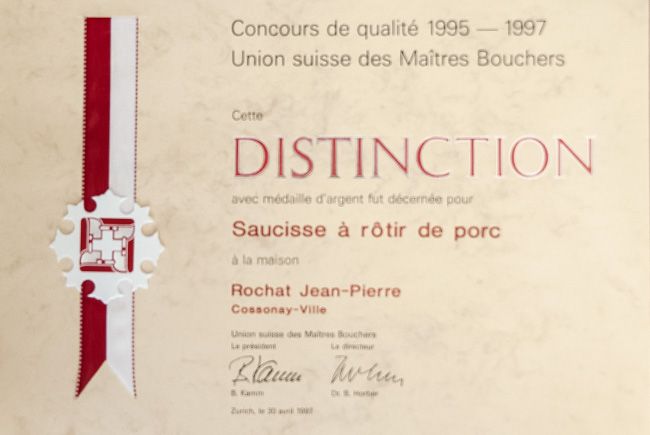 Concours de qualité 1995 — 1997
Union suisse des Maîtres Bouchers
Cette
DISTINCTION
avec médaille d'argent fut décernée pour
Saucisse à rôtir de porc
à la maison
Rochat Jean-Pierre
Cossonay-Ville
Union suisse des Maîtres Bouchers
Le président Le directeur
B. Kamm
B. Kamm Dr. B.
Zurich, le 30 avril 1997